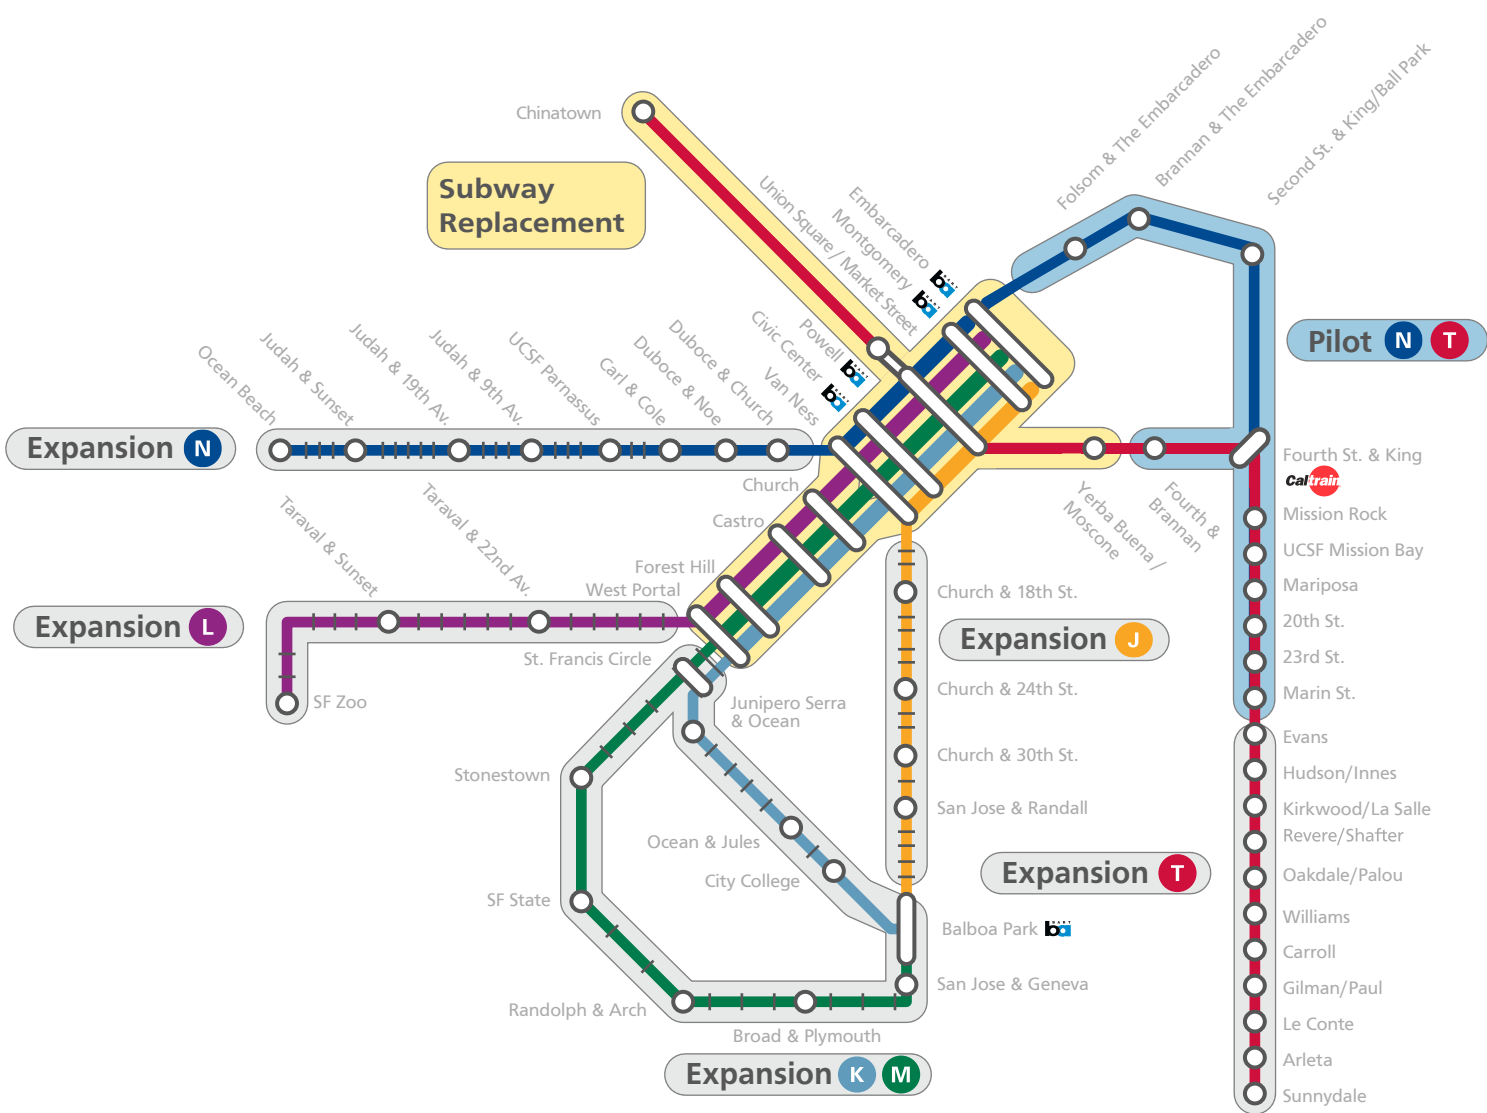 Chinatown
Subway
Replacement
Union Square / Market Street
Montgomery
Embarcadero
Folsom & The Embarcadero
Brannan & The Embarcadero
Second St. & King/Ball Park
Pilot N T
Ocean Beach
Judah & Sunset
Judah & 19th Av.
Judah & 9th Av.
UCSF Parnassus
Carl & Cole
Duboce & Noe
Duboce & Church
Van Ness
Civic Center
Powell
Expansion N
Church
Castro
Forest Hill
West Portal
Taraval & Sunset
Taraval & 22nd Av.
Expansion L
SF Zoo
St. Francis Circle
Junipero Serra
& Ocean
Stonestown
Ocean & Jules
City College
SF State
Randolph & Arch
Broad & Plymouth
Expansion K M
Yerba Buena /
Moscone
Fourth &
Brannan
Church & 18th St.
Expansion J
Church & 24th St.
Church & 30th St.
San Jose & Randall
Expansion T
Balboa Park
San Jose & Geneva
Fourth St. & King
Caltrain
Mission Rock
UCSF Mission Bay
Mariposa
20th St.
23rd St.
Marin St.
Evans
Hudson/Innes
Kirkwood/La Salle
Revere/Shafter
Oakdale/Palou
Williams
Carroll
Gilman/Paul
Le Conte
Arleta
Sunnydale